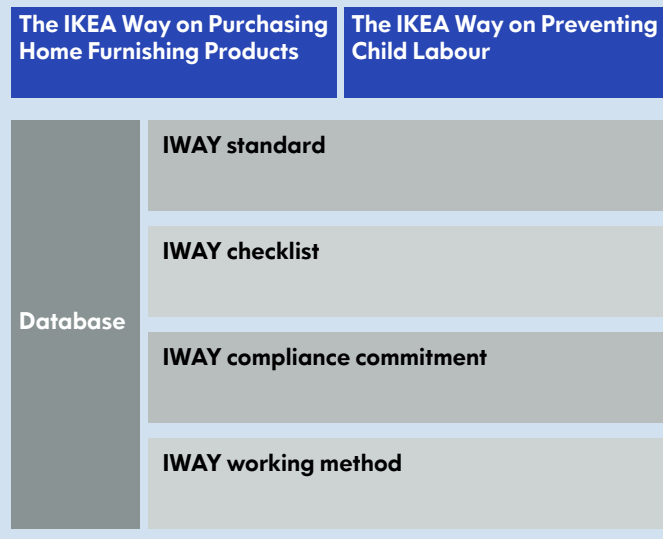 The IKEA Way on Purchasing
Home Furnishing Products
The IKEA Way on Preventing
Child Labour
IWAY standard
IWAY checklist
Database
IWAY compliance commitment
IWAY working method